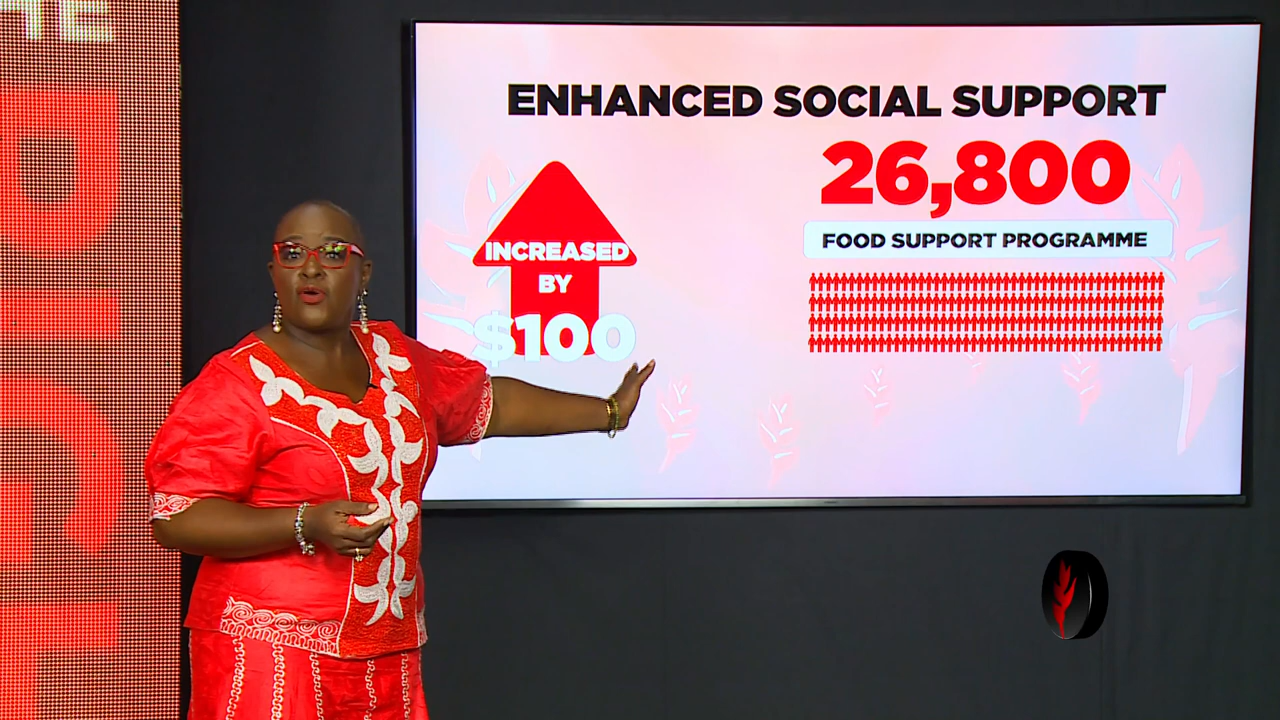 ENHANCED SOCIAL SUPPORT
INCREASED
BY
$100
26,800
FOOD SUPPORT PROGRAMME